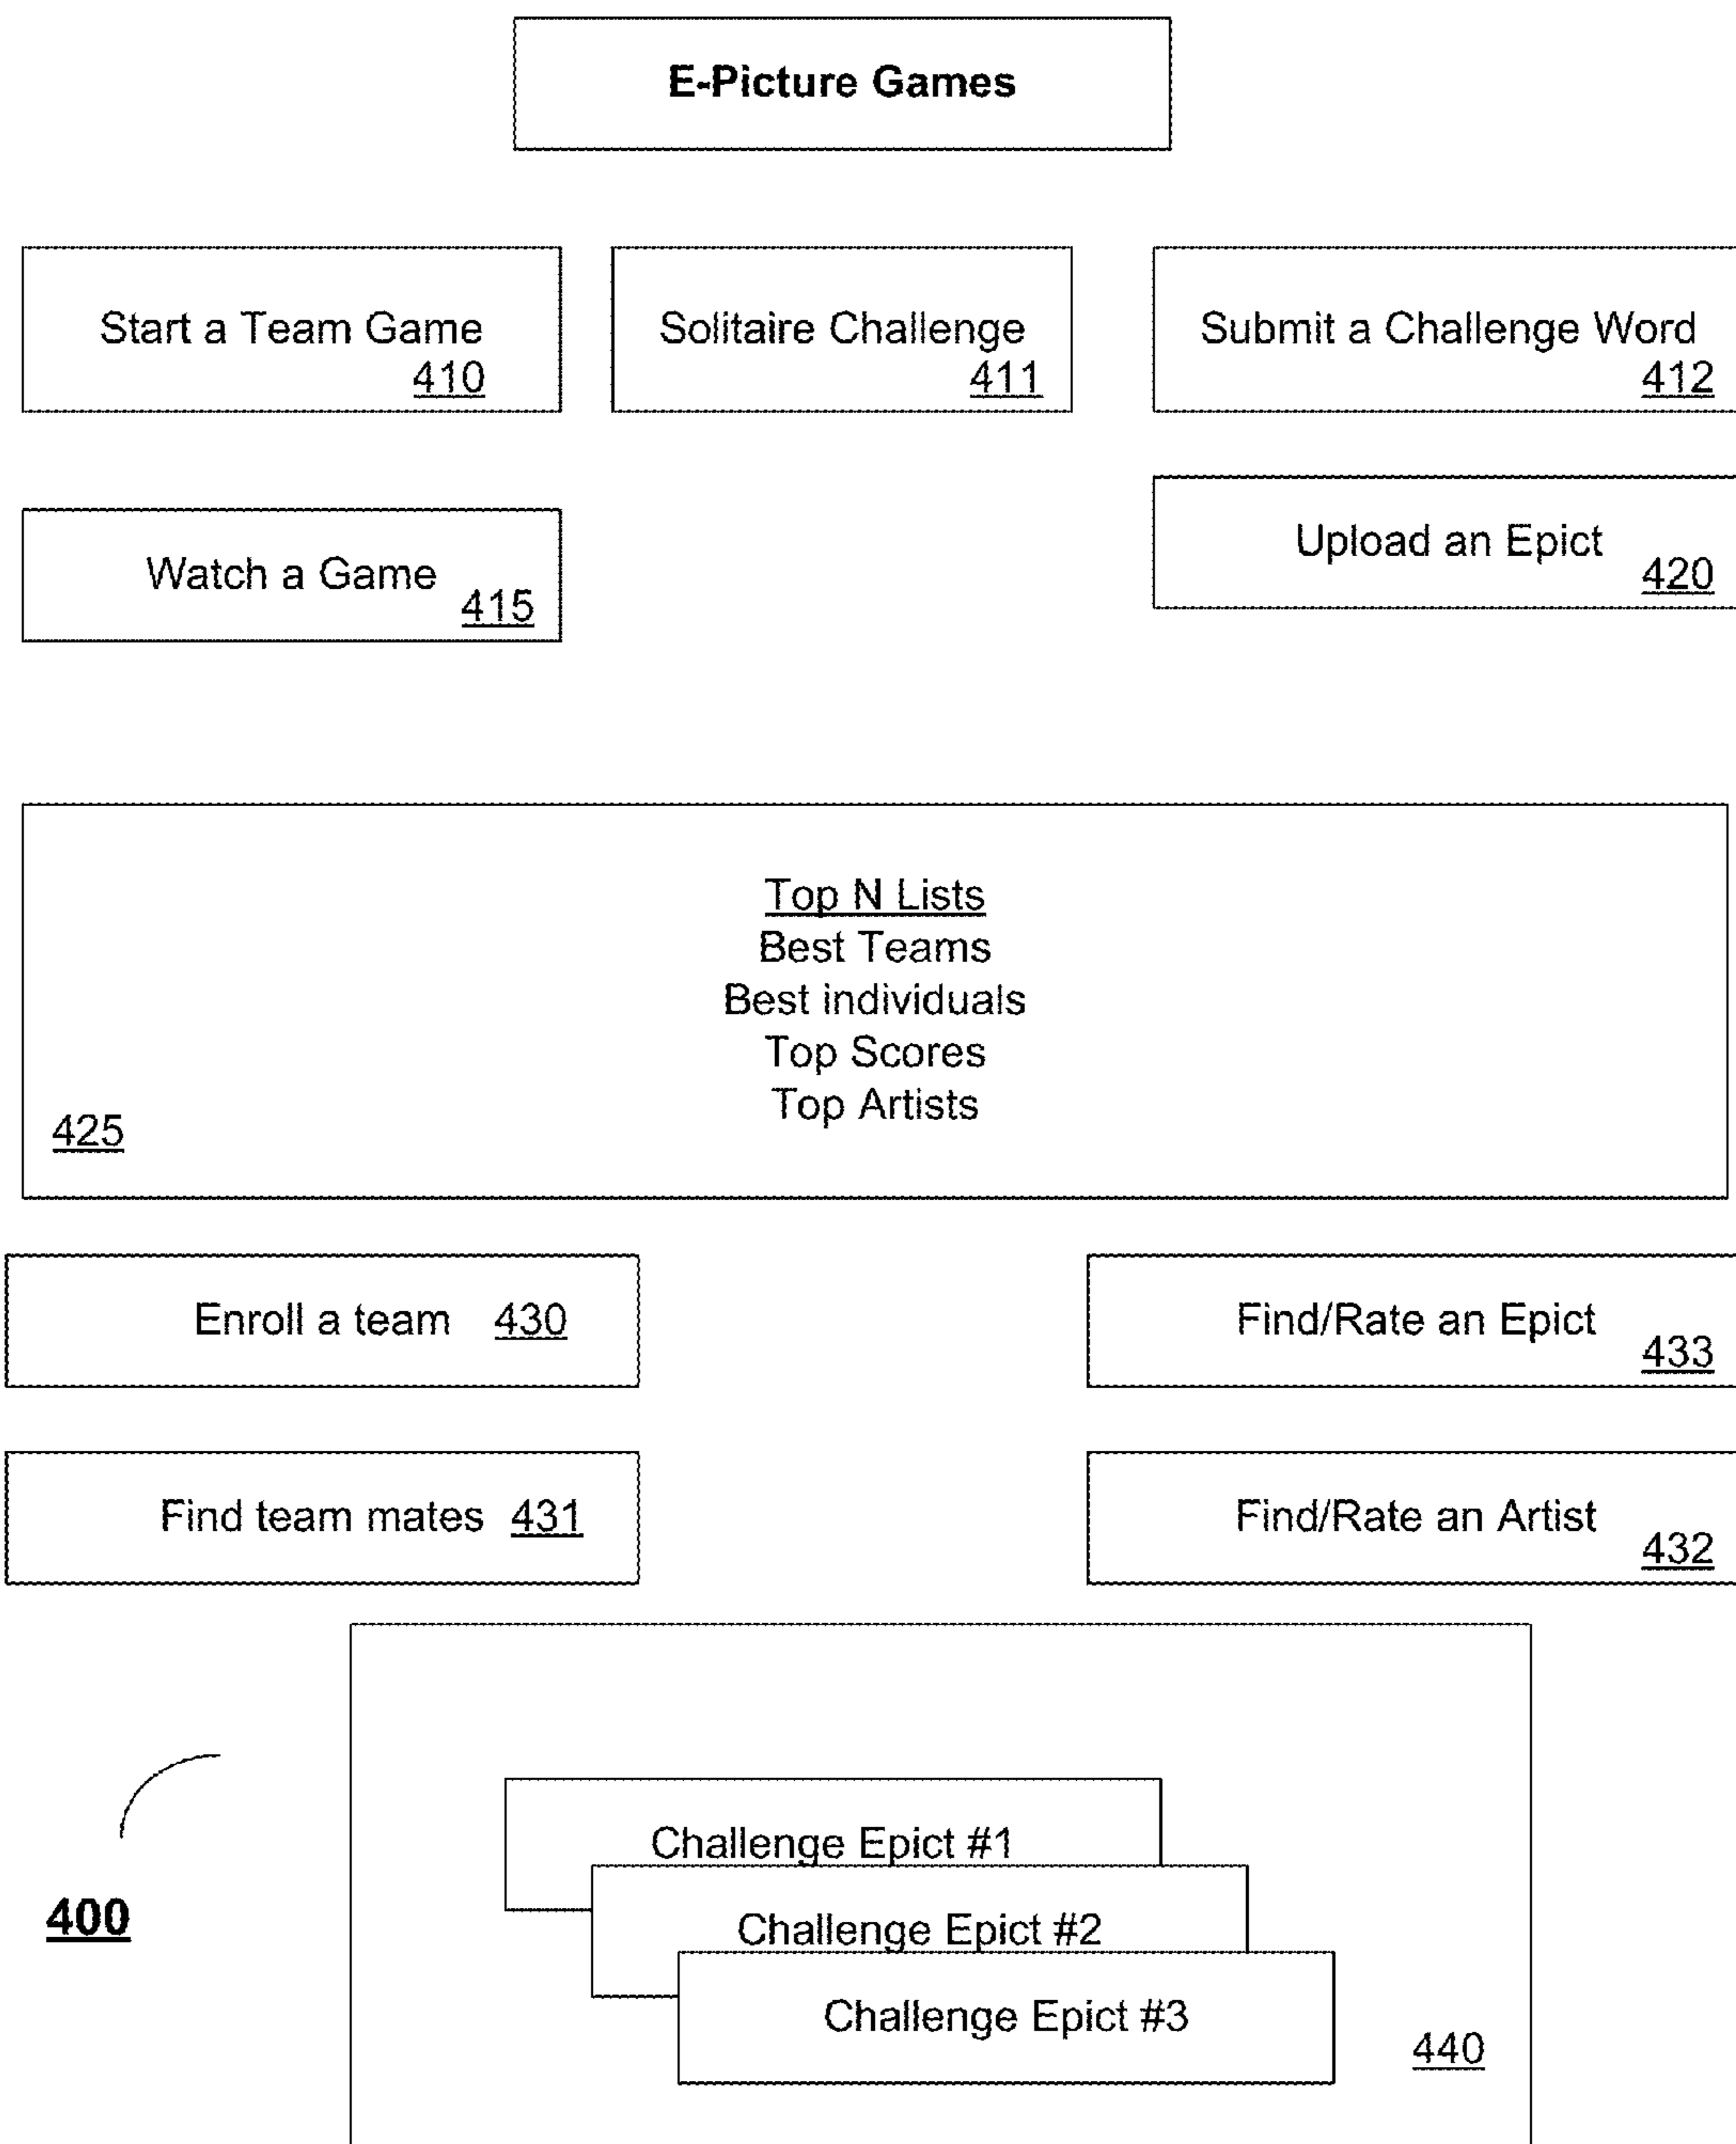 E-Picture Games
Start a Team Game
410
Solitaire Challenge
411
Submit a Challenge Word
412
Watch a Game
415
Upload an Epict
420
Top N Lists
Best Teams
Best individuals
Top Scores
Top Artists
425
Enroll a team 430
Find/Rate an Epict
433
Find team mates 431
Find/Rate an Artist
432
400
Challenge Epict #1
Challenge Epict #2
Challenge Epict #3
440